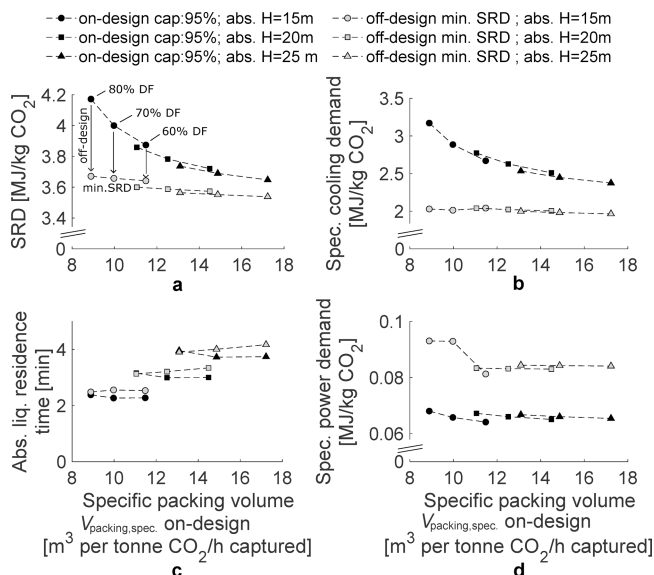 on-design cap:95%; abs. H=15m
off-design min. SRD ; abs. H=15m
on-design cap:95%; abs. H=20m
off-design min. SRD ; abs. H=20m
on-design cap:95%; abs. H=25 m
off-design min. SRD ; abs. H=25m
SRD [MJ/kg CO2]
4.2
4
3.8
3.6
3.4
0
80% DF
70% DF
60% DF
off-design
min.SRD
8 10 12 14 16 18
a
Spec. cooling demand
[MJ/kg CO2]
3.5
3
2.5
2
0
8 10 12 14 16 18
b
Abs. liq. residence
time [min]
4
2
0
8 10 12 14 16 18
Specific packing volume
Vpacking,spec. on-design
[m3 per tonne CO2/h captured]
c
Spec. power demand
[MJ/kg CO2]
0.1
0.08
0.06
8 10 12 14 16 18
Specific packing volume
Vpacking,spec. on-design
[m3 per tonne CO2/h captured]
d